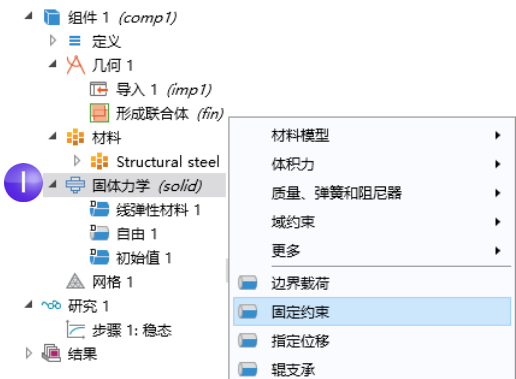 组件 1 (comp1)
定义
几何 1
导入 1 (imp1)
形成联合体 (fin)
材料
Structural steel
固体力学 (solid)
线弹性材料 1
自由 1
初始值 1
网格 1
研究 1
步骤 1: 稳态
结果
材料模型
体积力
质量、弹簧和阻尼器
域约束
更多
边界载荷
固定约束
指定位移
辊支承